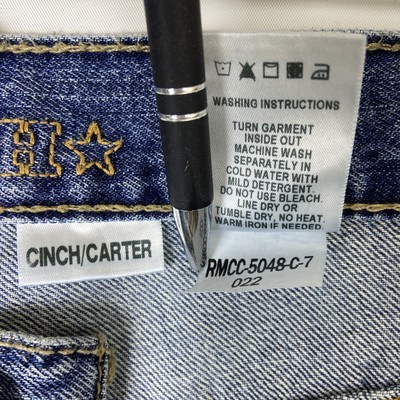 H
WASHING INSTRUCTIONS
TURN GARMENT
INSIDE OUT
MACHINE WASH
SEPARATELY IN
COLD WATER WITH
MILD DETERGENT.
DO NOT USE BLEACH.
LINE DRY OR
TUMBLE DRY, NO HEAT.
WARM IRON IF NEEDED.
CINCH/CARTER
RMCC-5048-C-7
022